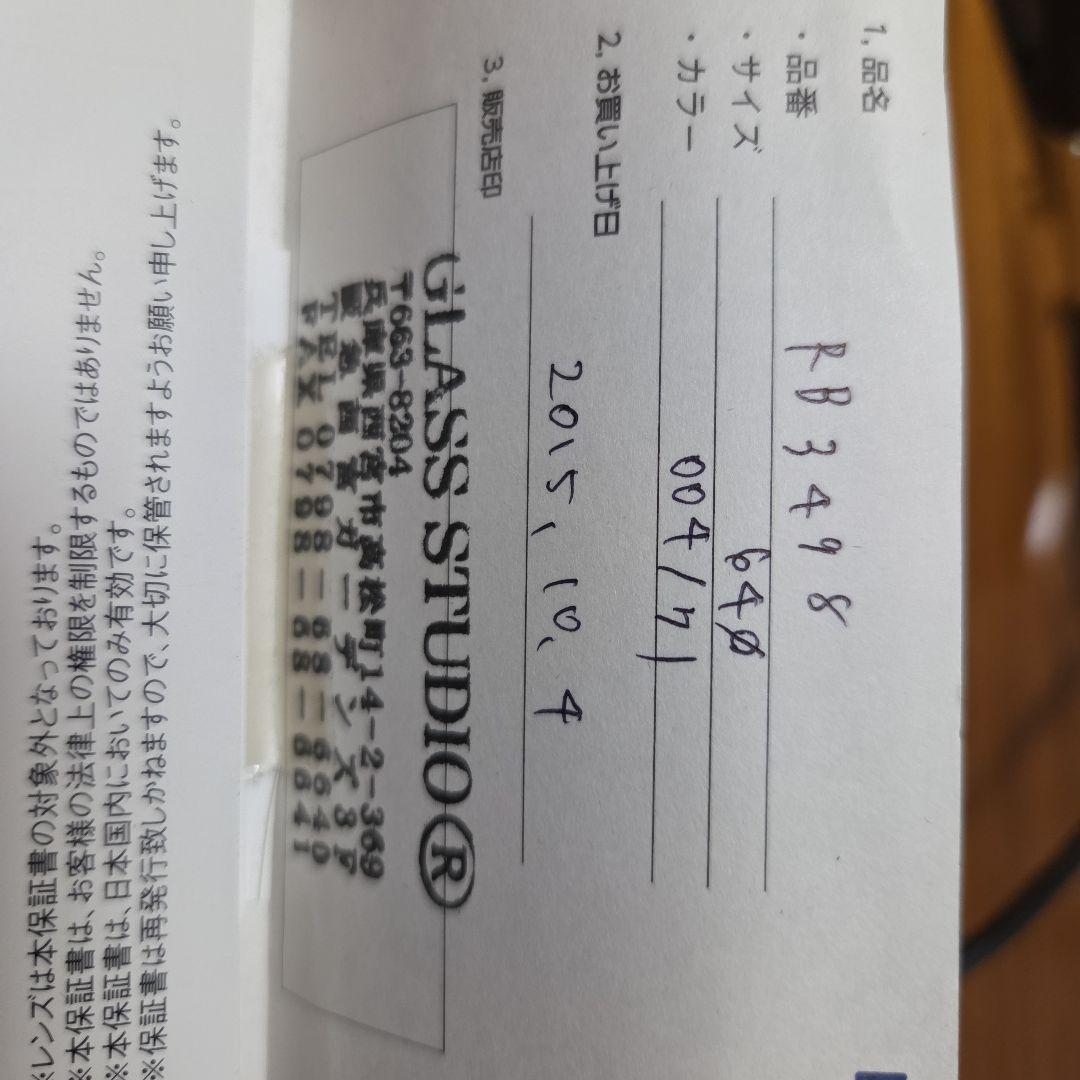 1, 品名
・品番 RB3498
・サイズ 64□
・カラー 004/71
2, お買い上げ日 2015, 10, 4
3, 販売店印
GLASS STUDIO Ⓡ
〒663-8204
兵庫県西宮市高松町14-2-369
阪急西宮ガーデンズ3F
TEL 0798-68-6640
FAX 0798-68-6641
※レンズは本保証書の対象外となっております。
※本保証書は、お客様の法律上の権限を制限するものではありません。
※本保証書は、日本国内においてのみ有効です。
※保証書は再発行致しかねますので、大切に保管されますようお願い申し上げます。